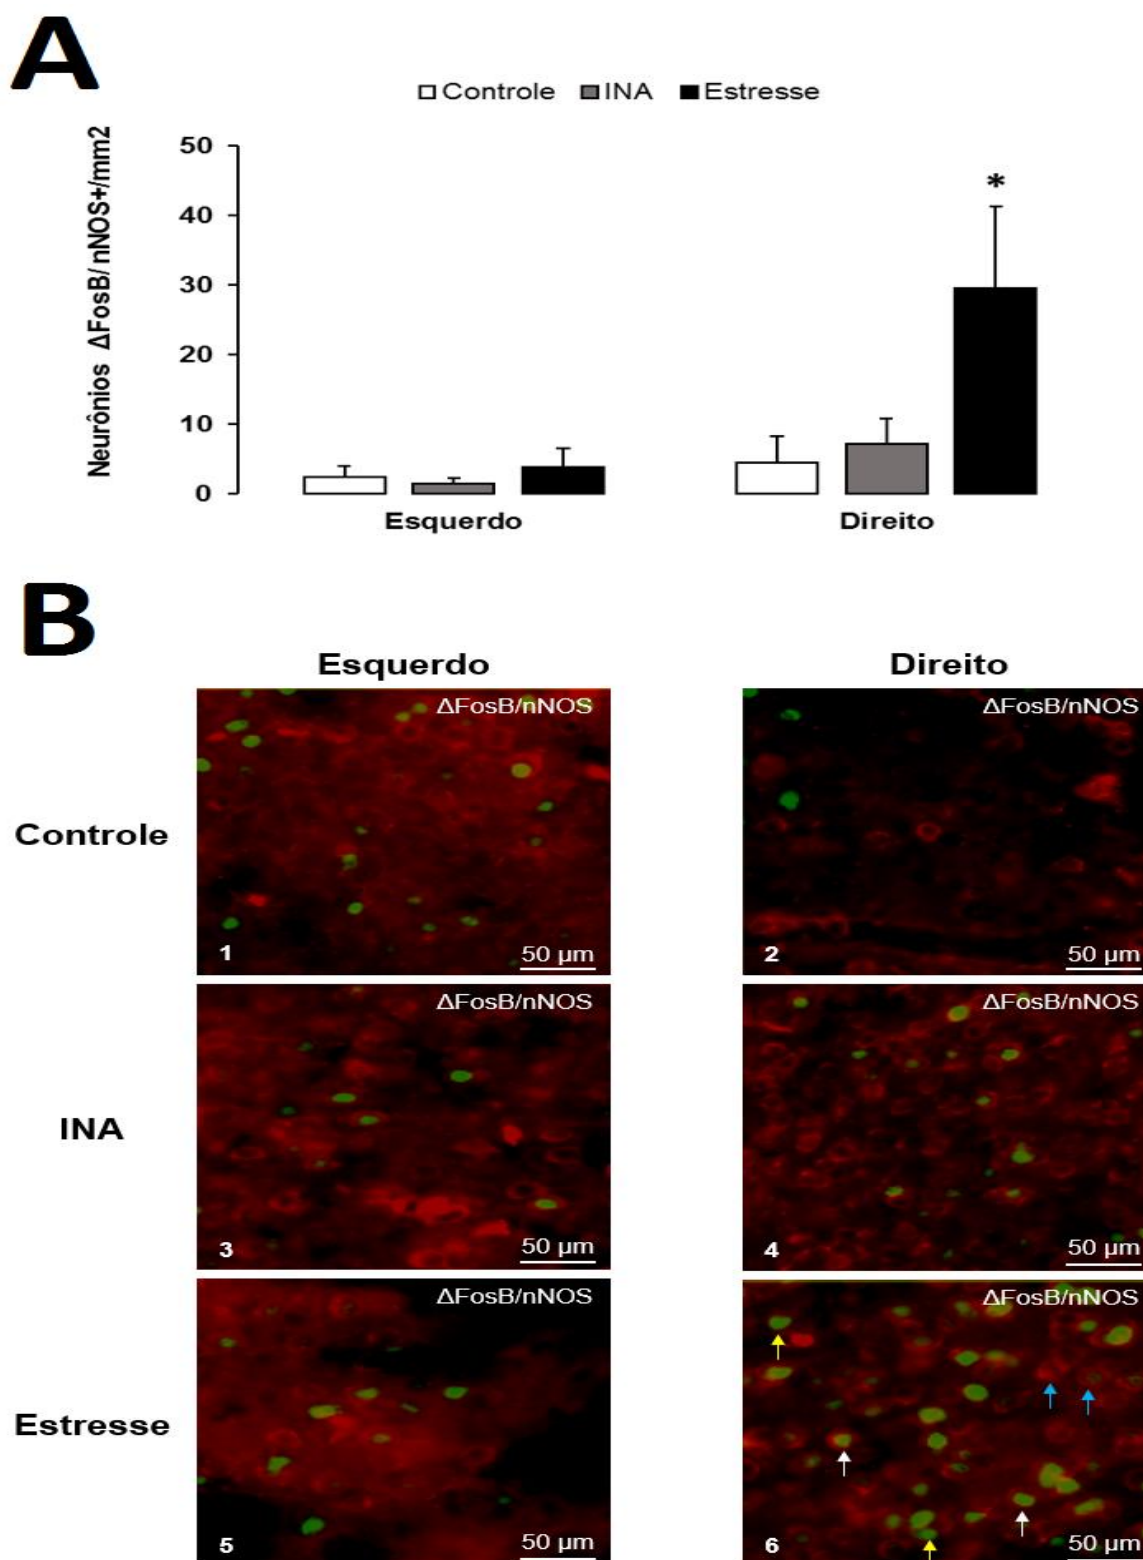 A
Controle INA Estresse
Neurônios ΔFosB/ nNOS+/mm2
50
40
30
20
10
0
*
Esquerdo Direito
B
Esquerdo Direito
Controle
ΔFosB/nNOS
1
50 µm
ΔFosB/nNOS
2
50 µm
INA
ΔFosB/nNOS
3
50 µm
ΔFosB/nNOS
4
50 µm
Estresse
ΔFosB/nNOS
5
50 µm
ΔFosB/nNOS
6
50 µm